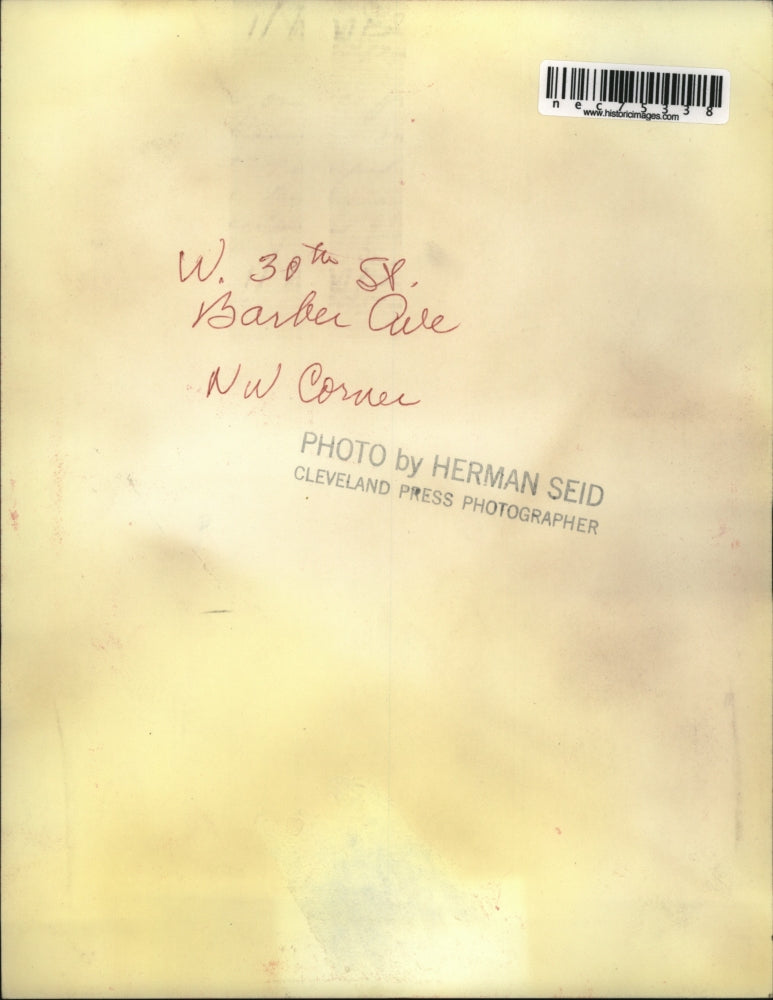 nec75338
www.historicimages.com
W. 30th St.
Barber Ave
NW Corner
PHOTO by HERMAN SEID
CLEVELAND PRESS PHOTOGRAPHER